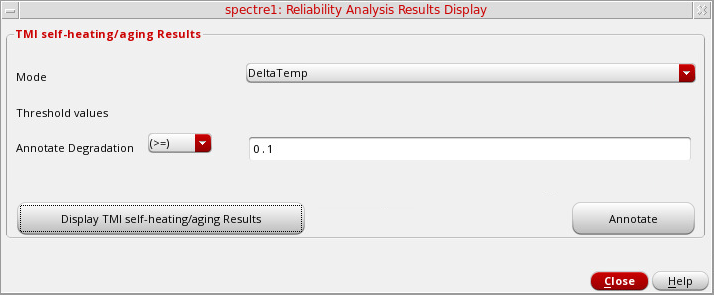 spectre1: Reliability Analysis Results Display
TMI self-heating/aging Results
Mode
DeltaTemp
Threshold values
Annotate Degradation (>=) 0.1
Display TMI self-heating/aging Results Annotate
Close Help